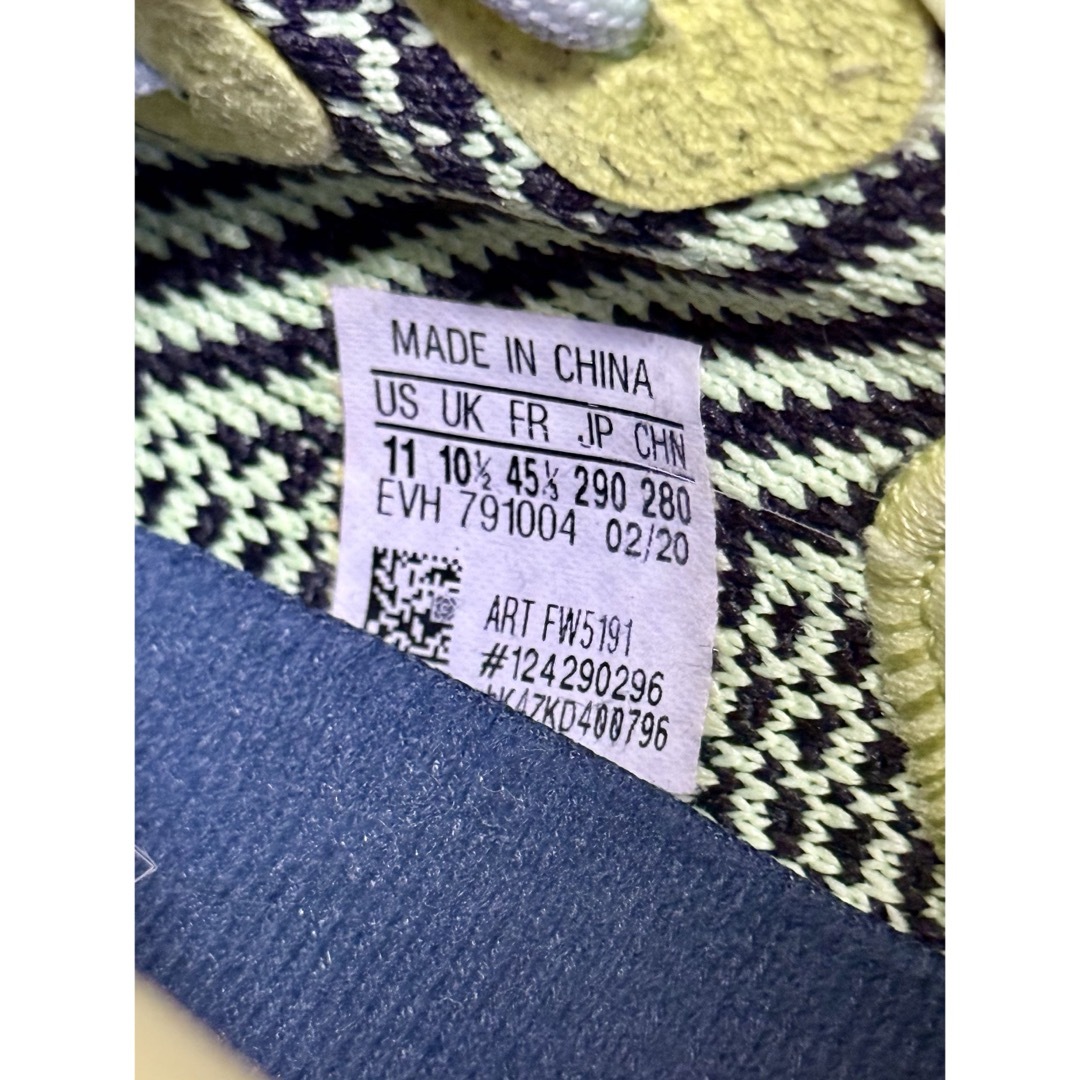 MADE IN CHINA
US UK FR JP CHN
11 10½ 45⅓ 290 280
EVH 791004 02/20
ART FW5191
#124290296